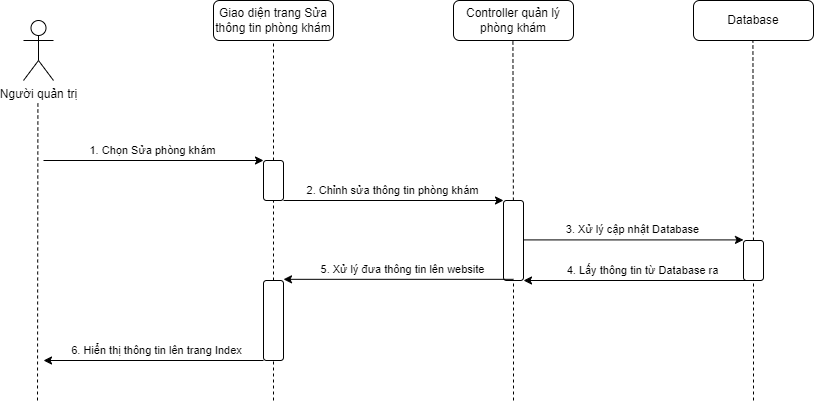 Giao diện trang Sửa
thông tin phòng khám
Controller quản lý
phòng khám
Database
Người quản trị
1. Chọn Sửa phòng khám
2. Chỉnh sửa thông tin phòng khám
3. Xử lý cập nhật Database
4. Lấy thông tin từ Database ra
5. Xử lý đưa thông tin lên website
6. Hiển thị thông tin lên trang Index